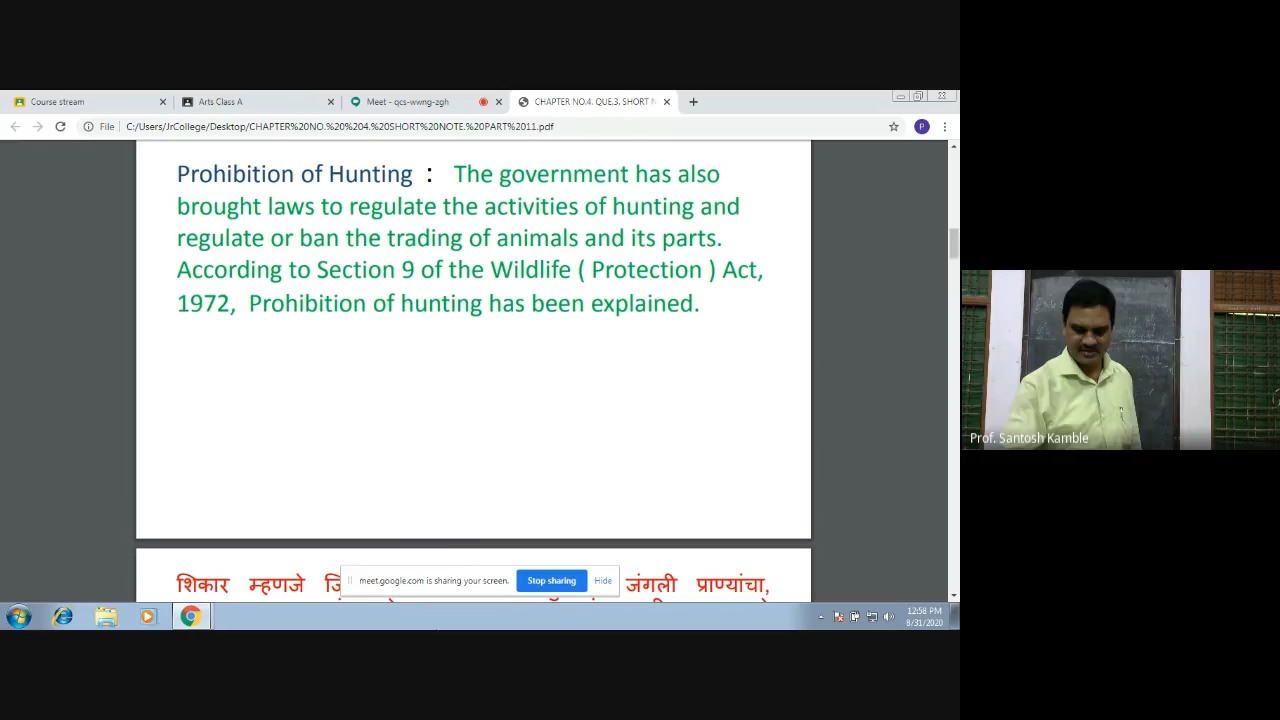 Course stream
Arts Class A
Meet - qcs-wwng-zgh
CHAPTER NO.4. QUE.3. SHORT N
File C:/Users/JrCollege/Desktop/CHAPTER%20NO.%20%204.%20SHORT%20NOTE.%20PART%2011.pdf
P
Prohibition of Hunting : The government has also
brought laws to regulate the activities of hunting and
regulate or ban the trading of animals and its parts.
According to Section 9 of the Wildlife ( Protection ) Act,
1972, Prohibition of hunting has been explained.
Prof. Santosh Kamble
शिकार म्हणजे जंगली प्राण्यांचा,
meet.google.com is sharing your screen. Stop sharing Hide
12:58 PM
8/31/2020